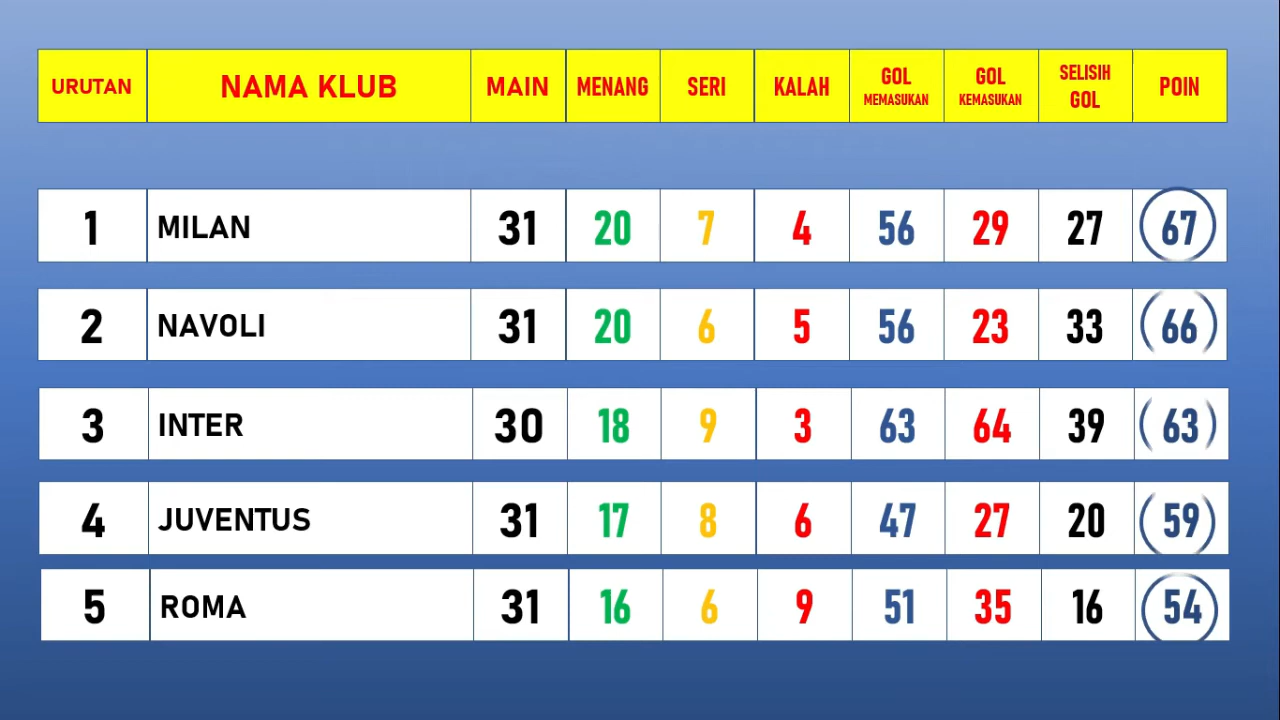 URUTAN NAMA KLUB MAIN MENANG SERI KALAH GOL MEMASUKAN GOL KEMASUKAN SELISIH GOL POIN
1 MILAN 31 20 7 4 56 29 27 67
2 NAVOLI 31 20 6 5 56 23 33 66
3 INTER 30 18 9 3 63 64 39 63
4 JUVENTUS 31 17 8 6 47 27 20 59
5 ROMA 31 16 6 9 51 35 16 54